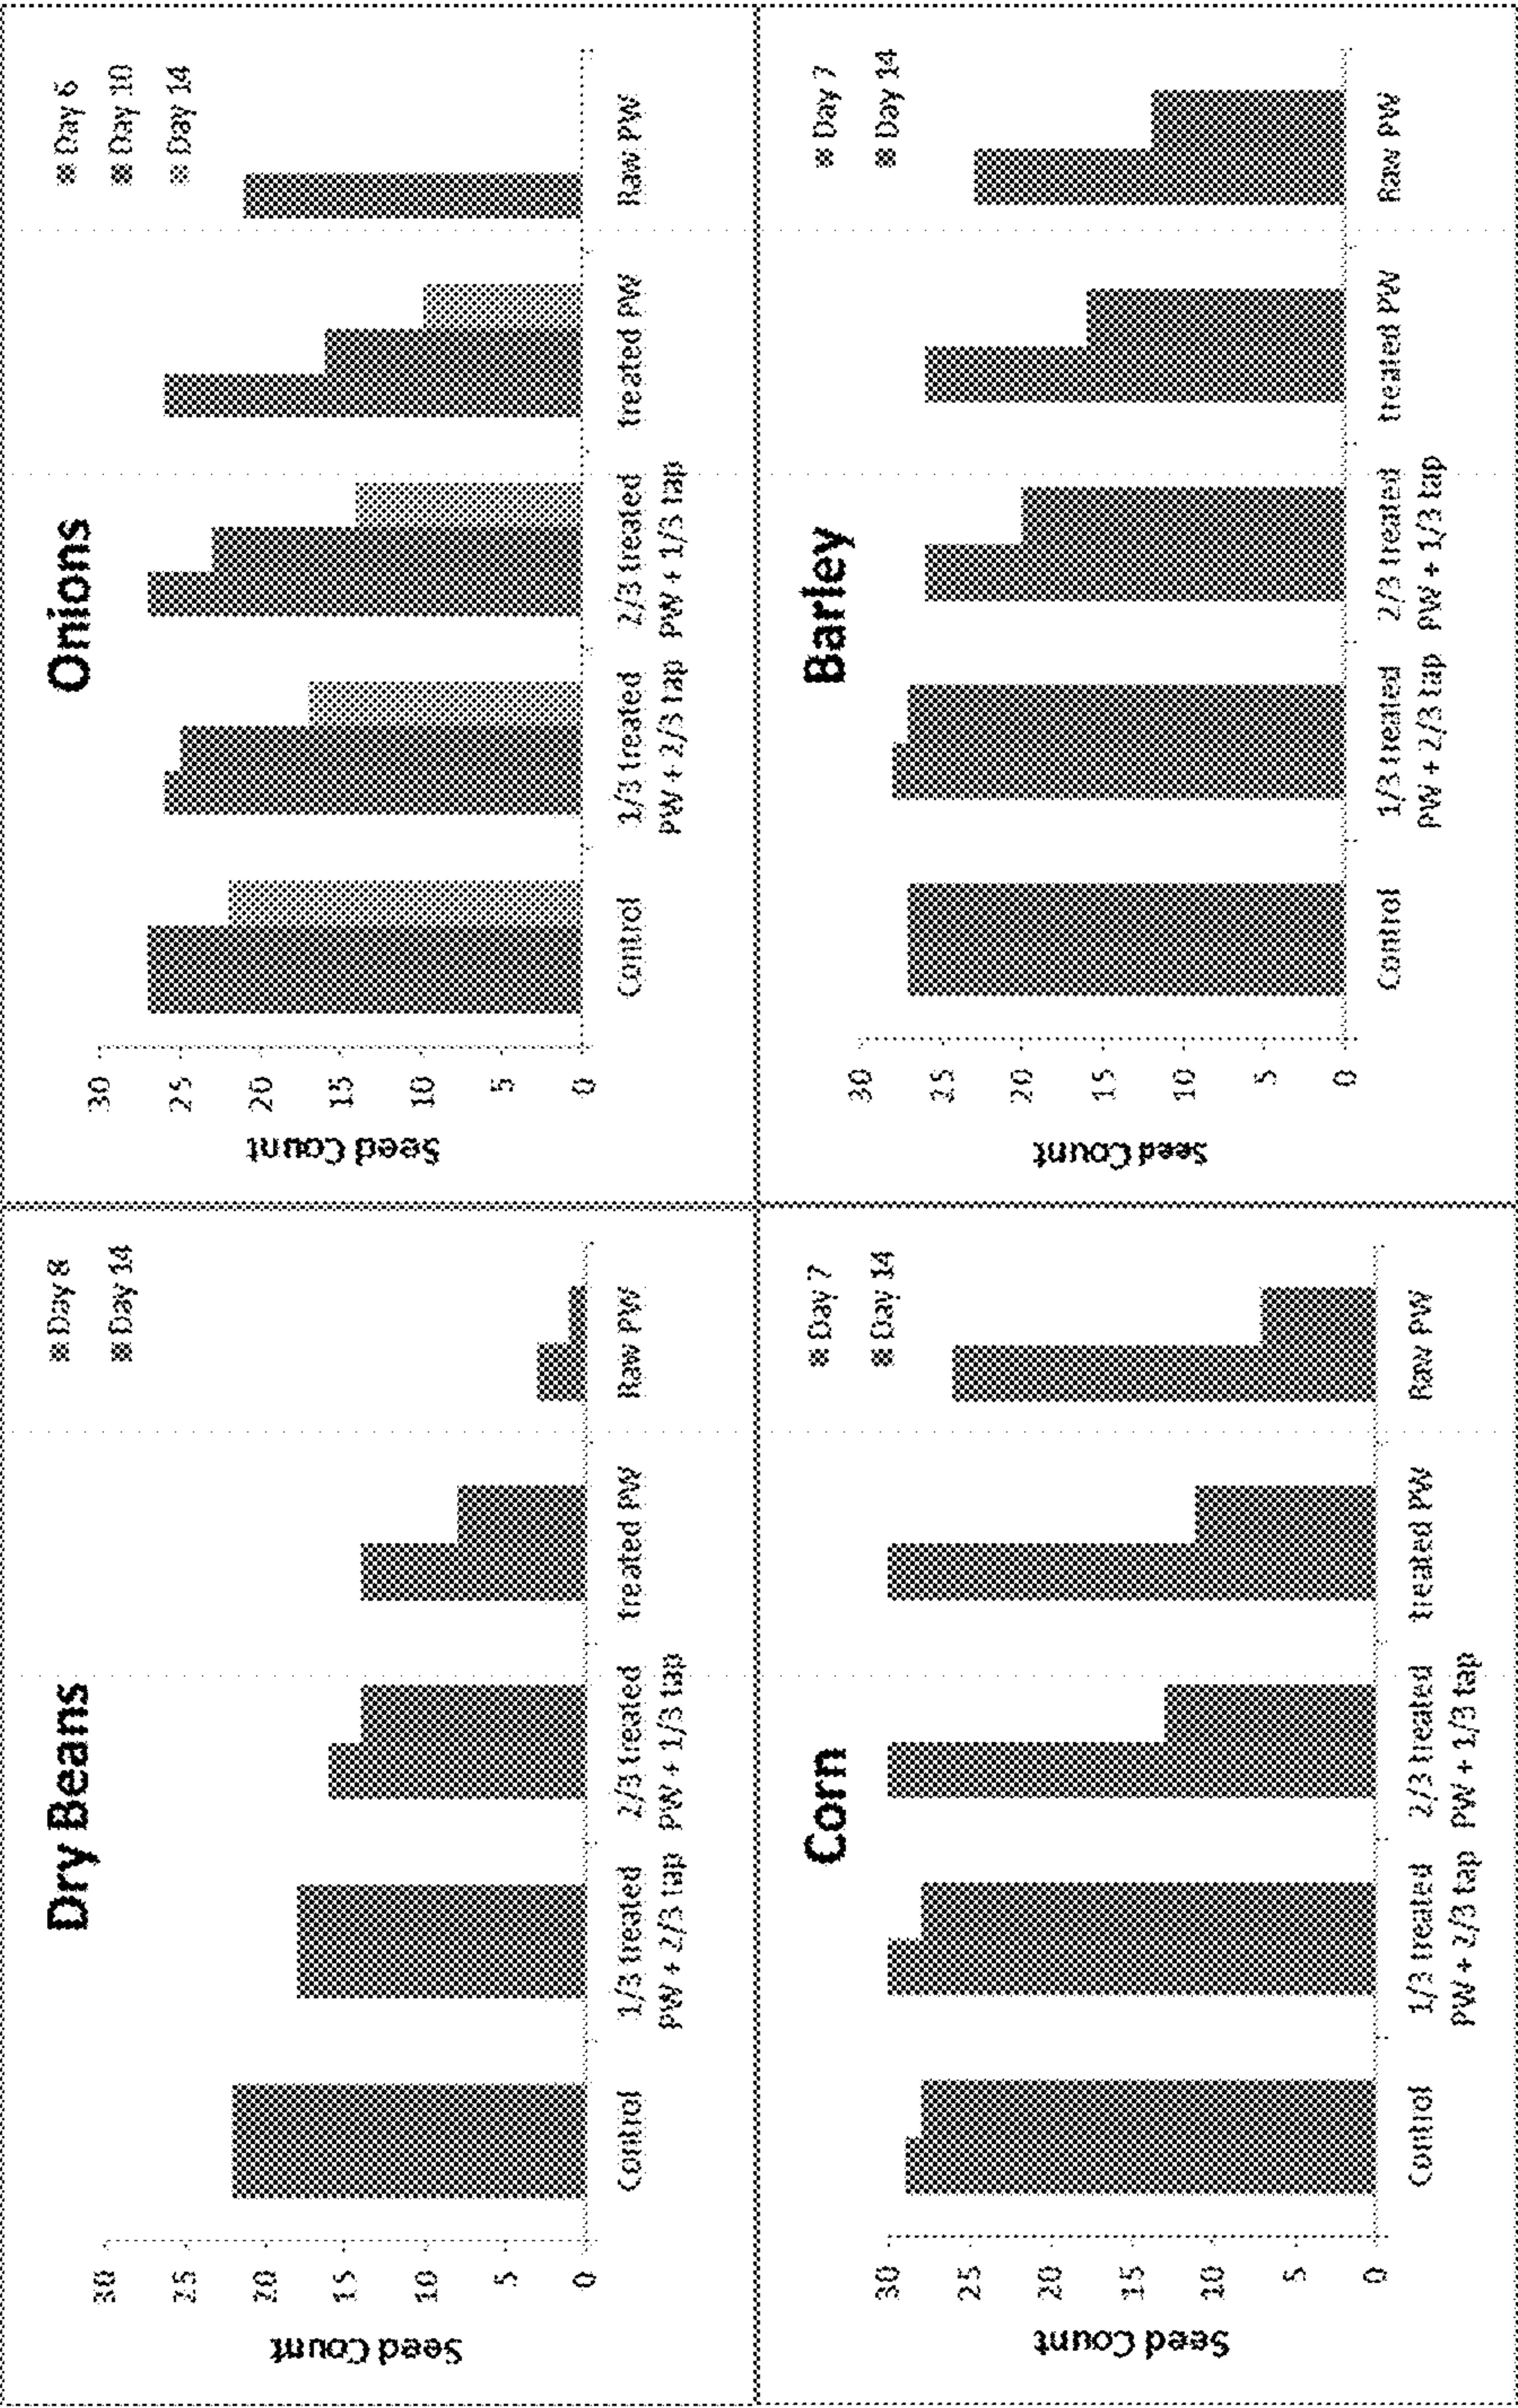 Dry Beans
Day 8
Day 14
Seed Count
30
25
20
15
10
5
0
Control
1/3 treated
PW + 2/3 tap
2/3 treated
PW + 1/3 tap
treated PW
Raw PW
Onions
Day 6
Day 10
Day 14
Seed Count
30
25
20
15
10
5
0
Control
1/3 treated
PW + 2/3 tap
2/3 treated
PW + 1/3 tap
treated PW
Raw PW
Corn
Day 7
Day 14
Seed Count
30
25
20
15
10
5
0
Control
1/3 treated
PW + 2/3 tap
2/3 treated
PW + 1/3 tap
treated PW
Raw PW
Barley
Day 7
Day 14
Seed Count
30
25
20
15
10
5
0
Control
1/3 treated
PW + 2/3 tap
2/3 treated
PW + 1/3 tap
treated PW
Raw PW